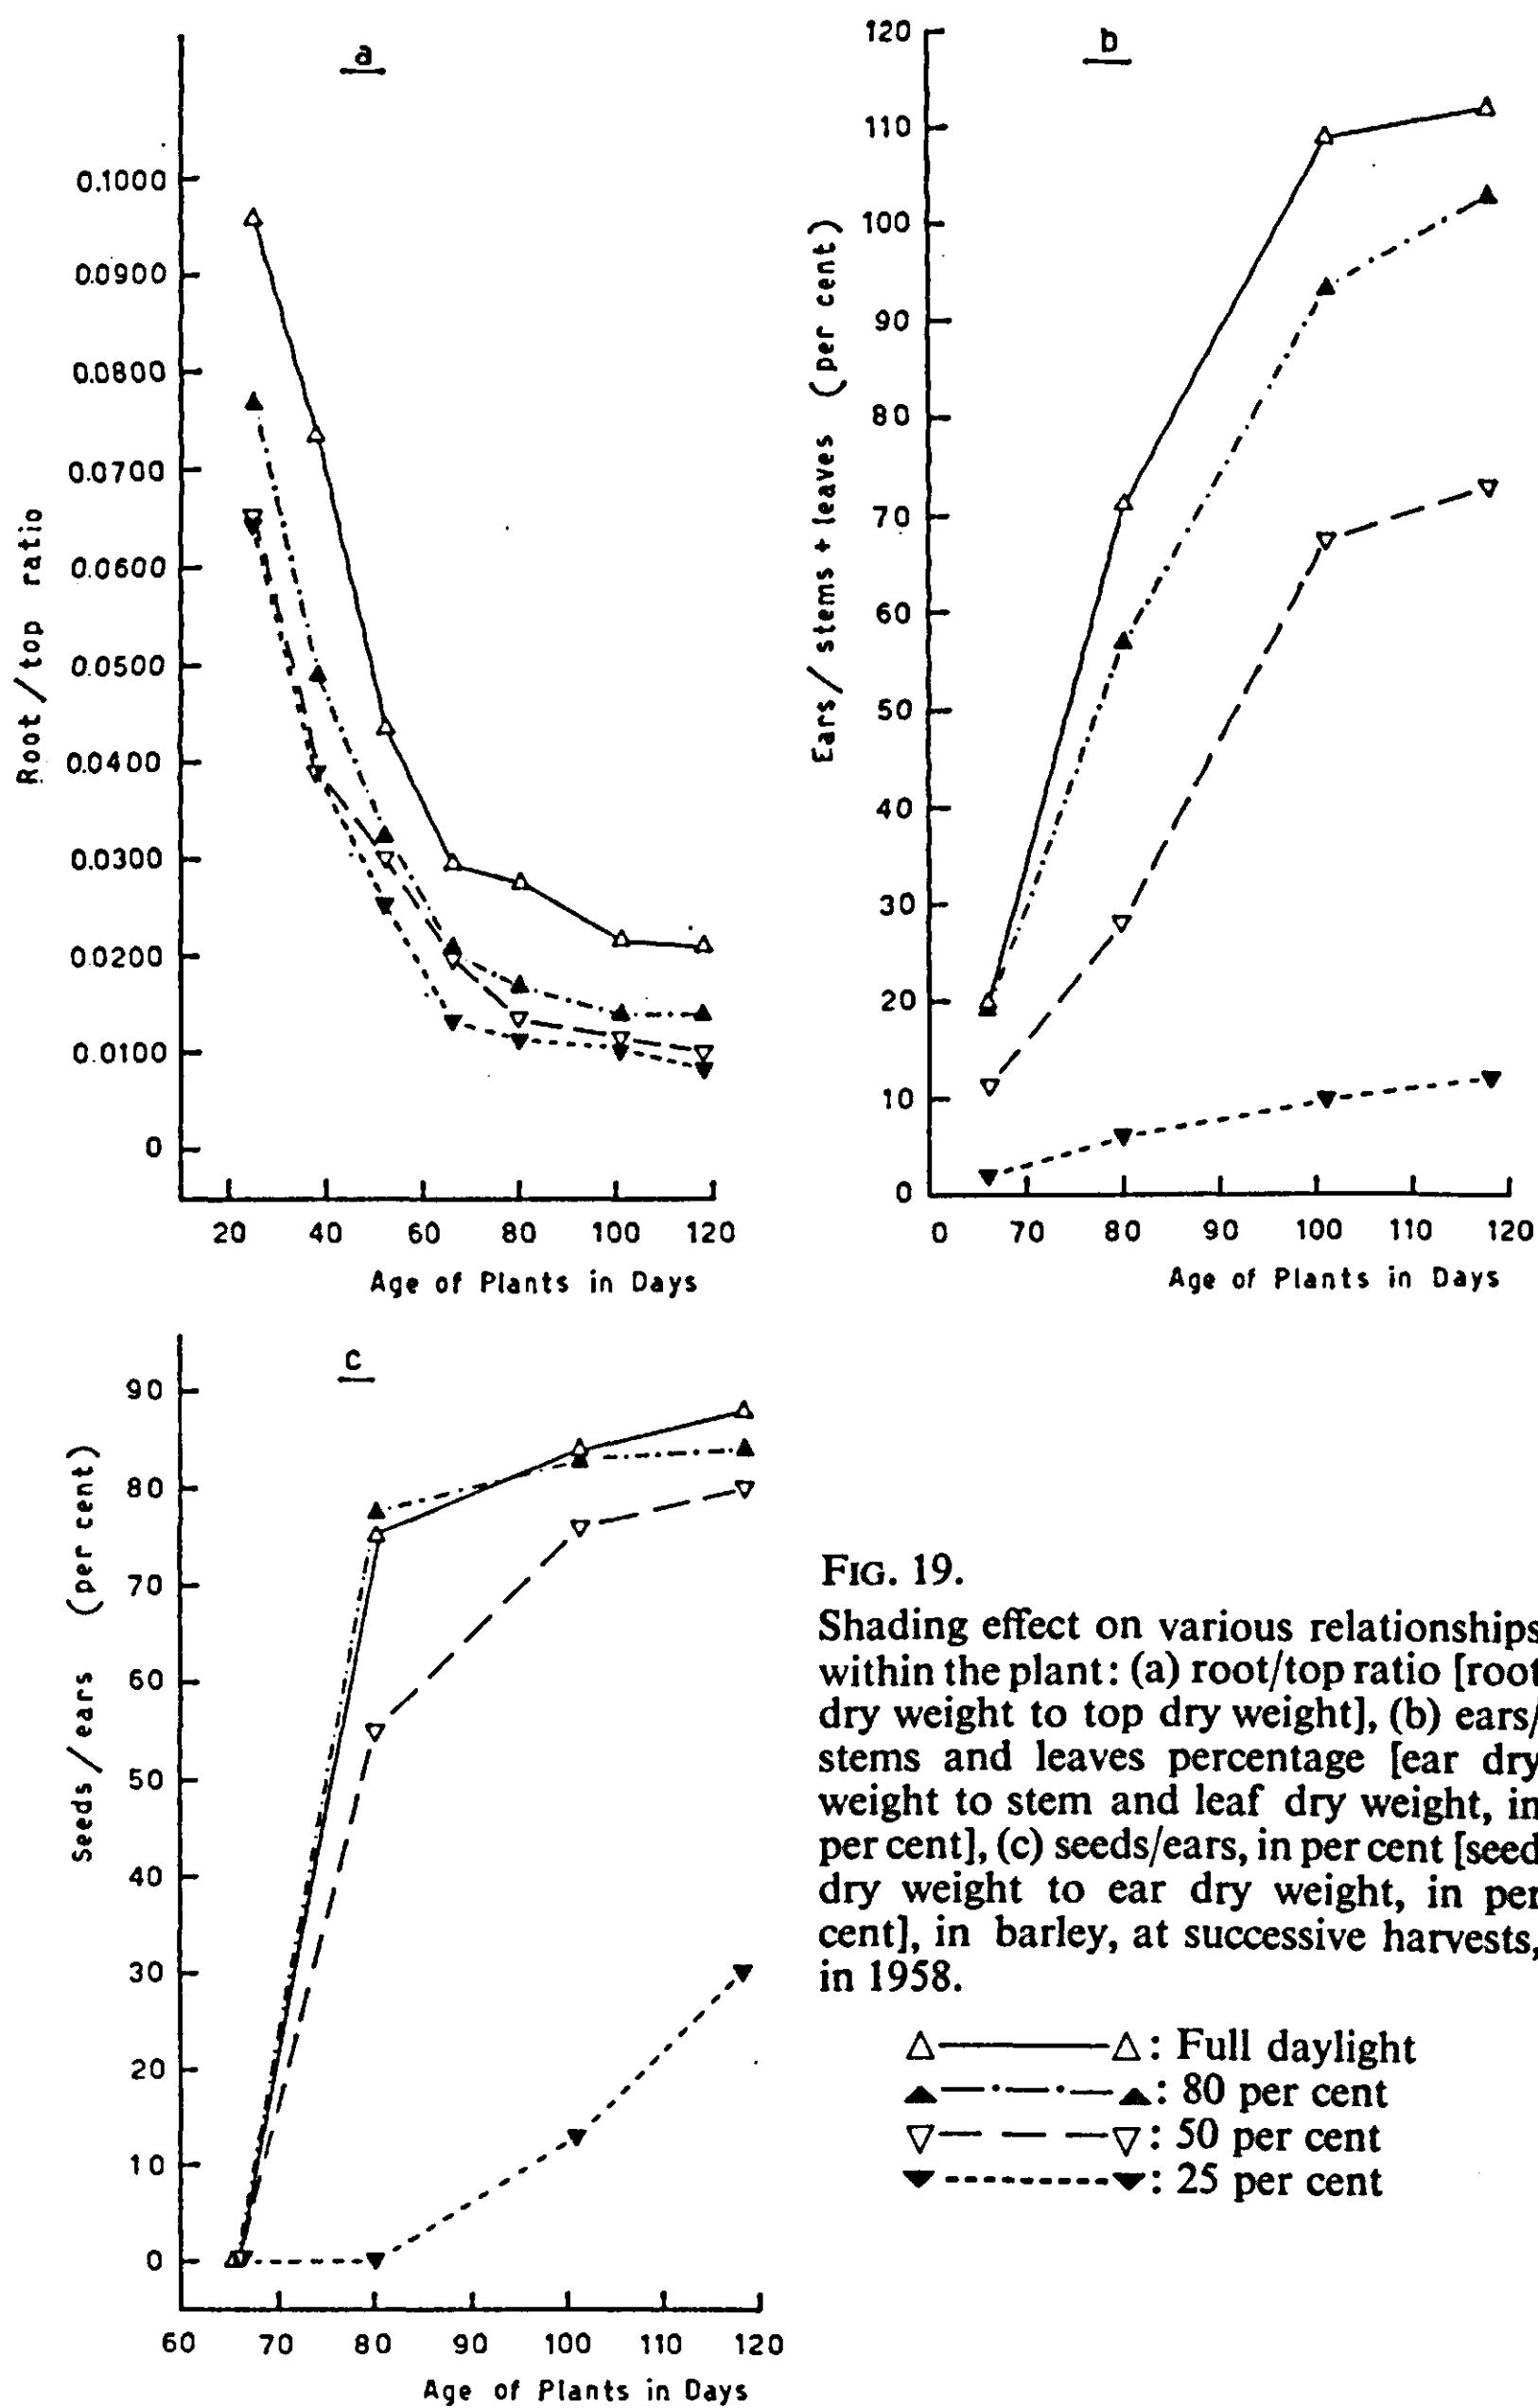 a
0.1000
0.0900
0.0800
0.0700
0.0600
0.0500
0.0400
0.0300
0.0200
0.0100
0
Root/top ratio
20 40 60 80 100 120
Age of Plants in Days
b
120
110
100
90
80
70
60
50
40
30
20
10
0
Ears/stems + leaves (per cent)
0 70 80 90 100 110 120
Age of Plants in Days
c
90
80
70
60
50
40
30
20
10
0
Seeds/ears (per cent)
60 70 80 90 100 110 120
Age of Plants in Days
FIG. 19.
Shading effect on various relationships
within the plant: (a) root/top ratio [root
dry weight to top dry weight], (b) ears/
stems and leaves percentage [ear dry
weight to stem and leaf dry weight, in
per cent], (c) seeds/ears, in per cent [seed
dry weight to ear dry weight, in per
cent], in barley, at successive harvests,
in 1958.
: Full daylight
: 80 per cent
: 50 per cent
: 25 per cent